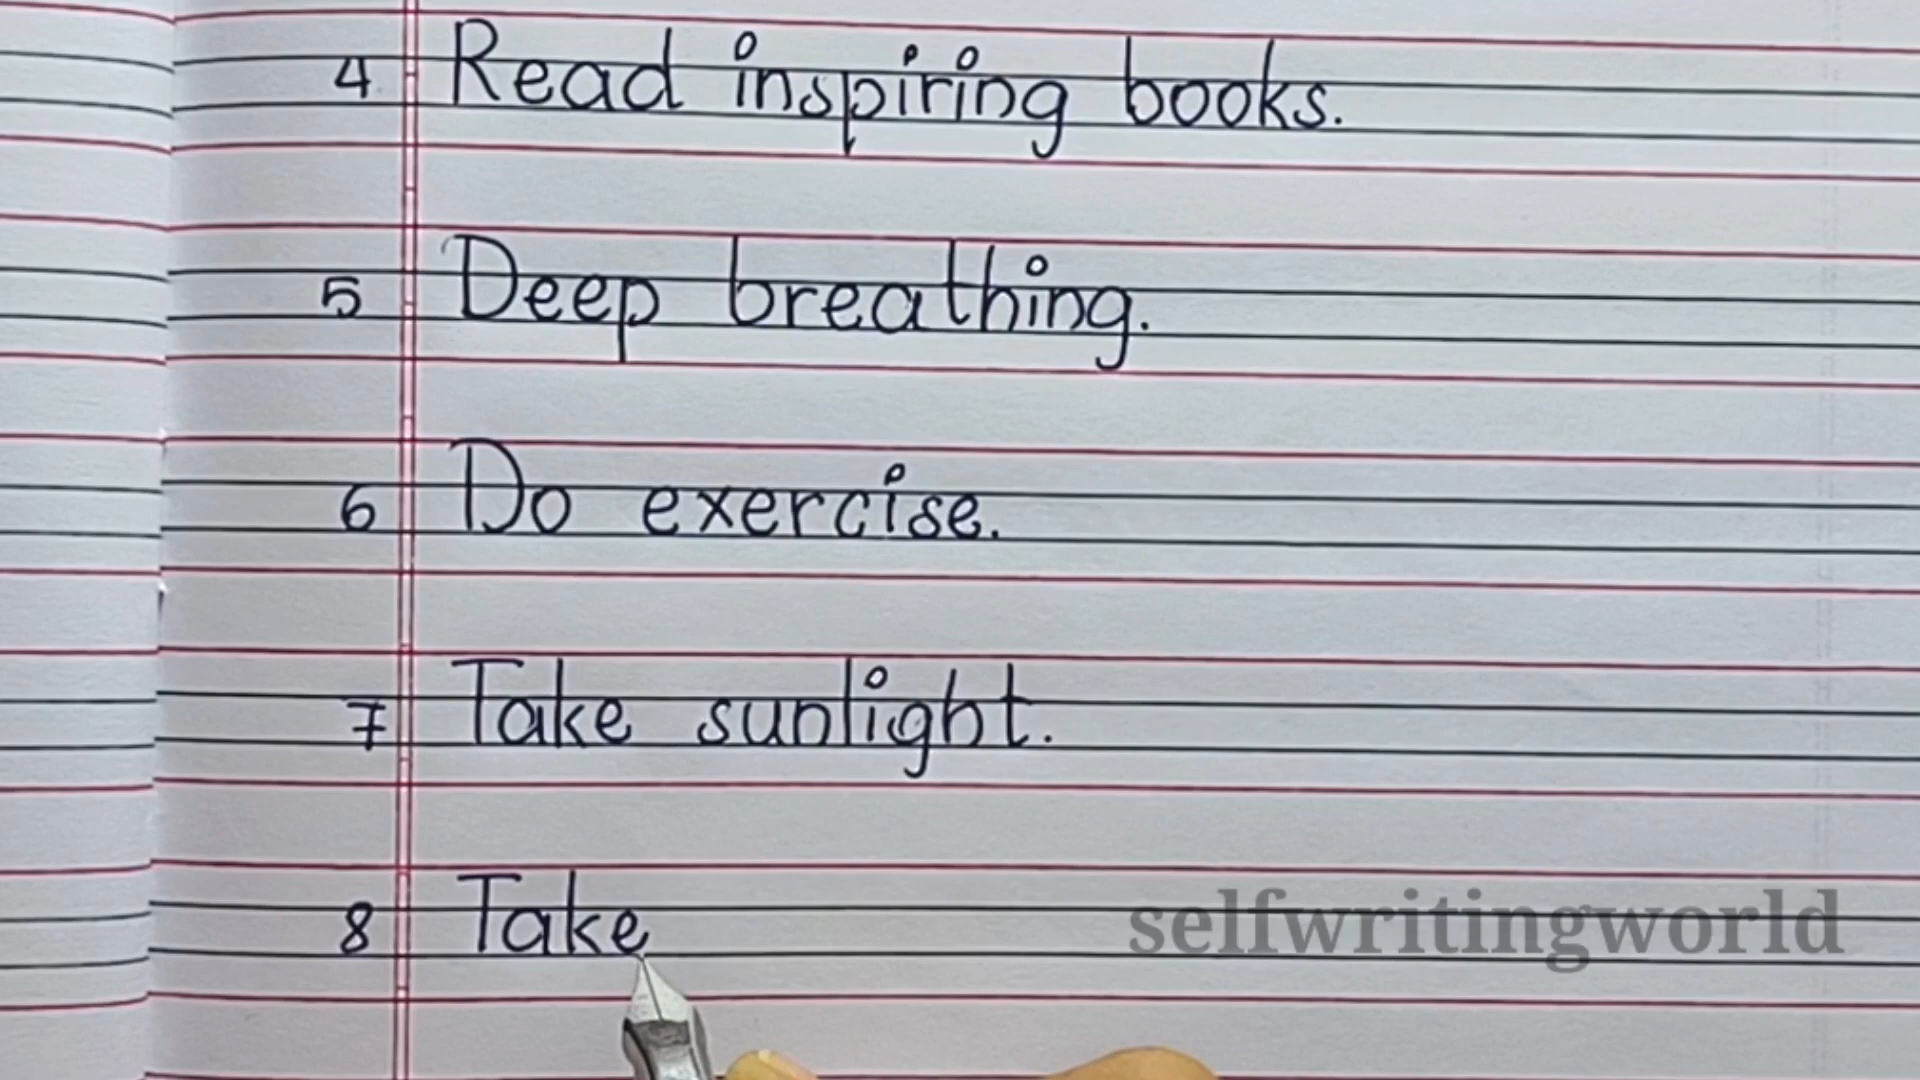 4 Read inspiring books.
5 Deep breathing.
6 Do exercise.
7 Take sunlight.
8 Take
selfwritingworld